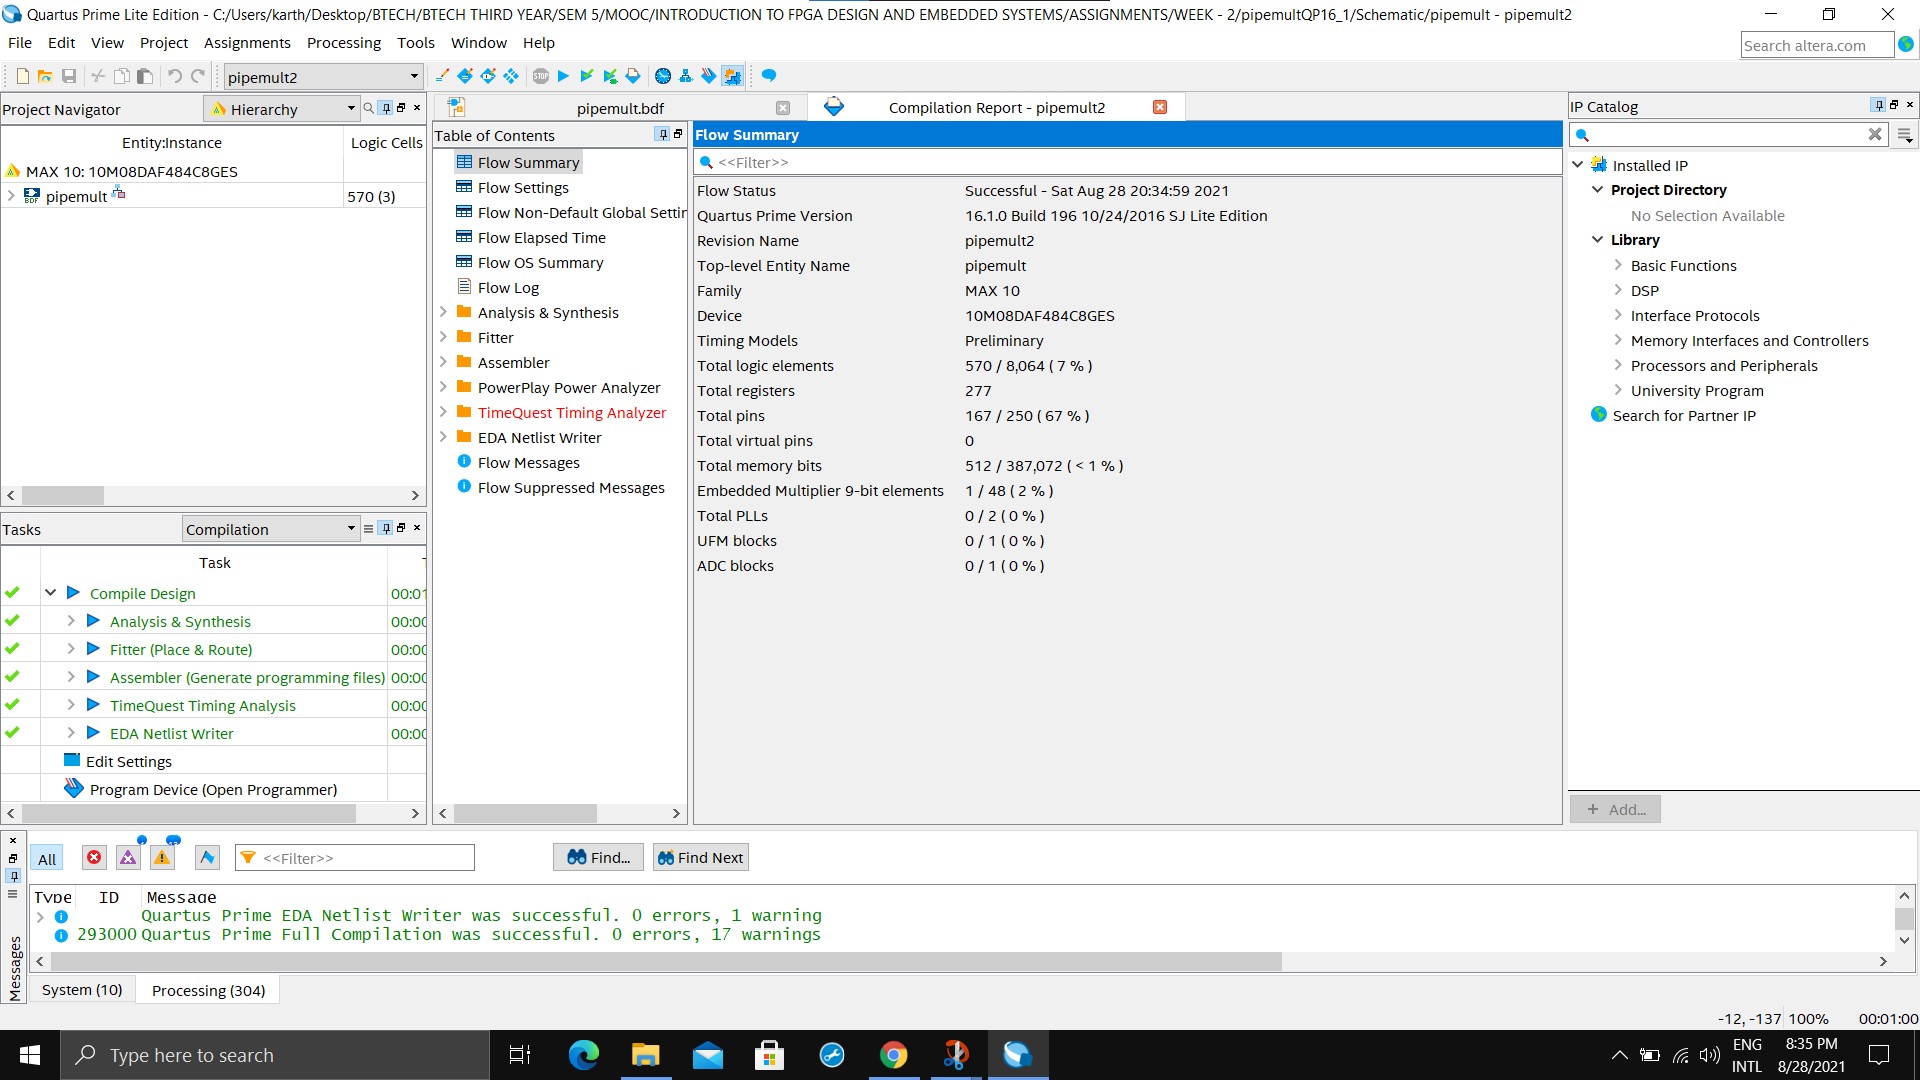 Quartus Prime Lite Edition - C:/Users/karth/Desktop/BTECH/BTECH THIRD YEAR/SEM 5/MOOC/INTRODUCTION TO FPGA DESIGN AND EMBEDDED SYSTEMS/ASSIGNMENTS/WEEK - 2/pipemultQP16_1/Schematic/pipemult - pipemult2
File Edit View Project Assignments Processing Tools Window Help
Search altera.com
pipemult2
STOP
Project Navigator
Hierarchy
Entity:Instance
Logic Cells
MAX 10: 10M08DAF484C8GES
BDF
pipemult
570 (3)
Tasks
Compilation
Task
Compile Design
00:01
Analysis & Synthesis
00:00
Fitter (Place & Route)
00:00
Assembler (Generate programming files)
00:00
TimeQuest Timing Analysis
00:00
EDA Netlist Writer
00:00
Edit Settings
Program Device (Open Programmer)
pipemult.bdf
Compilation Report - pipemult2
Table of Contents
Flow Summary
Flow Settings
Flow Non-Default Global Settin
Flow Elapsed Time
Flow OS Summary
Flow Log
Analysis & Synthesis
Fitter
Assembler
PowerPlay Power Analyzer
TimeQuest Timing Analyzer
EDA Netlist Writer
Flow Messages
Flow Suppressed Messages
Flow Summary
<<Filter>>
Flow Status Successful - Sat Aug 28 20:34:59 2021
Quartus Prime Version 16.1.0 Build 196 10/24/2016 SJ Lite Edition
Revision Name pipemult2
Top-level Entity Name pipemult
Family MAX 10
Device 10M08DAF484C8GES
Timing Models Preliminary
Total logic elements 570 / 8,064 ( 7 % )
Total registers 277
Total pins 167 / 250 ( 67 % )
Total virtual pins 0
Total memory bits 512 / 387,072 ( < 1 % )
Embedded Multiplier 9-bit elements 1 / 48 ( 2 % )
Total PLLs 0 / 2 ( 0 % )
UFM blocks 0 / 1 ( 0 % )
ADC blocks 0 / 1 ( 0 % )
IP Catalog
Installed IP
Project Directory
No Selection Available
Library
Basic Functions
DSP
Interface Protocols
Memory Interfaces and Controllers
Processors and Peripherals
University Program
Search for Partner IP
+ Add...
Messages
All
<<Filter>>
Find...
Find Next
Type ID Message
Quartus Prime EDA Netlist Writer was successful. 0 errors, 1 warning
293000 Quartus Prime Full Compilation was successful. 0 errors, 17 warnings
System (10)
Processing (304)
-12, -137 100% 00:01:00
Type here to search
ENG
INTL
8:35 PM
8/28/2021